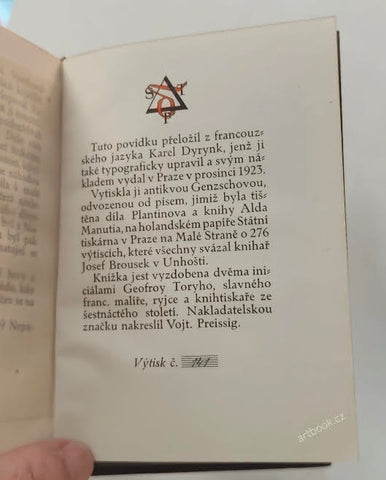 Tuto povídku přeložil z francouz-
ského jazyka Karel Dyrynk, jenž ji
také typograficky upravil a svým ná-
kladem vydal v Praze v prosinci 1923.
Vytiskla ji antikvou Genzschovou,
odvozenou od písem, jimiž byla tiš-
těna díla Plantinova a knihy Alda
Manutia, na holandském papíře Státní
tiskárna v Praze na Malé Straně o 276
výtiscích, které všechny svázal knihař
Josef Brousek v Unhošti.
Knížka jest vyzdobena dvěma ini-
ciálami Geofroy Toryho, slavného
franc. malíře, ryjce a knihtiskaře ze
šestnáctého století. Nakladatelskou
značku nakreslil Vojt. Preissig.
Výtisk č. 141
artbook.cz